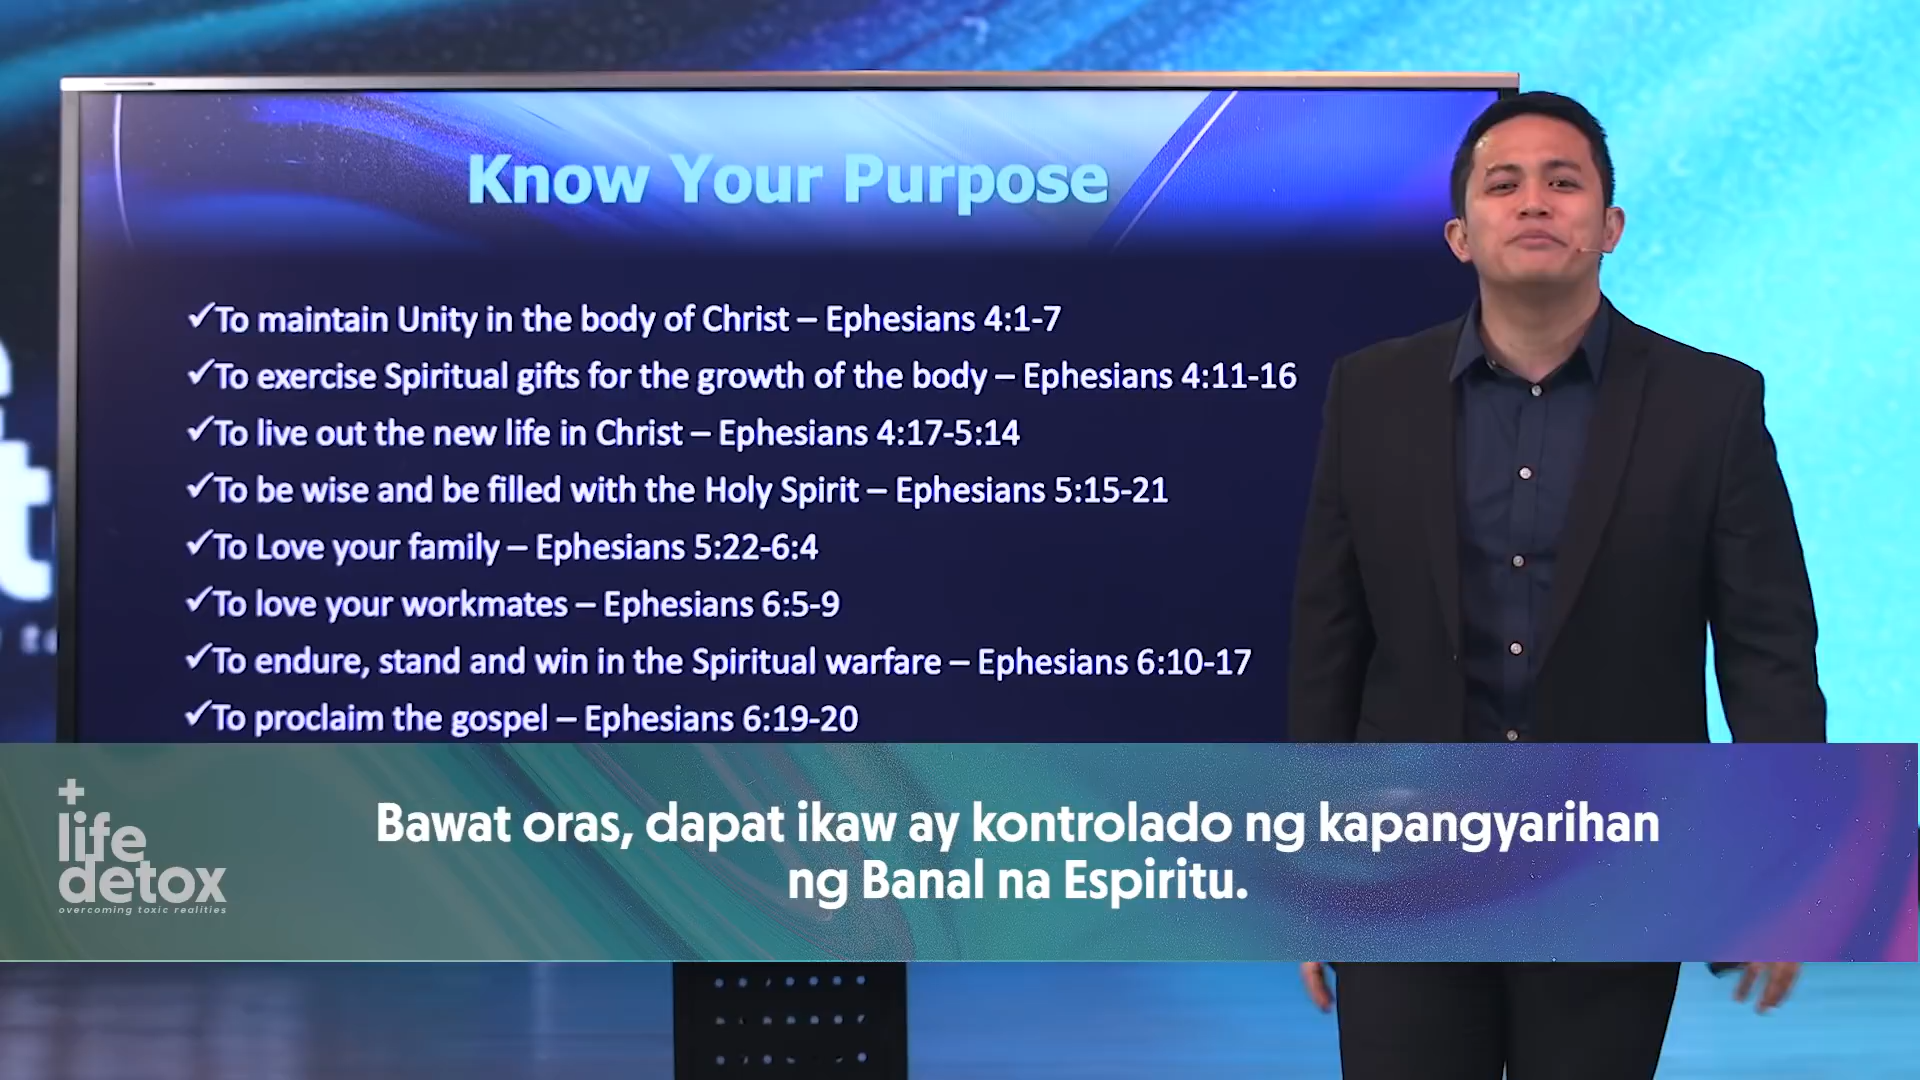 Know Your Purpose
✓To maintain Unity in the body of Christ – Ephesians 4:1-7
✓To exercise Spiritual gifts for the growth of the body – Ephesians 4:11-16
✓To live out the new life in Christ – Ephesians 4:17-5:14
✓To be wise and be filled with the Holy Spirit – Ephesians 5:15-21
✓To Love your family – Ephesians 5:22-6:4
✓To love your workmates – Ephesians 6:5-9
✓To endure, stand and win in the Spiritual warfare – Ephesians 6:10-17
✓To proclaim the gospel – Ephesians 6:19-20
life
detox
overcoming toxic realities
Bawat oras, dapat ikaw ay kontrolado ng kapangyarihan
ng Banal na Espiritu.